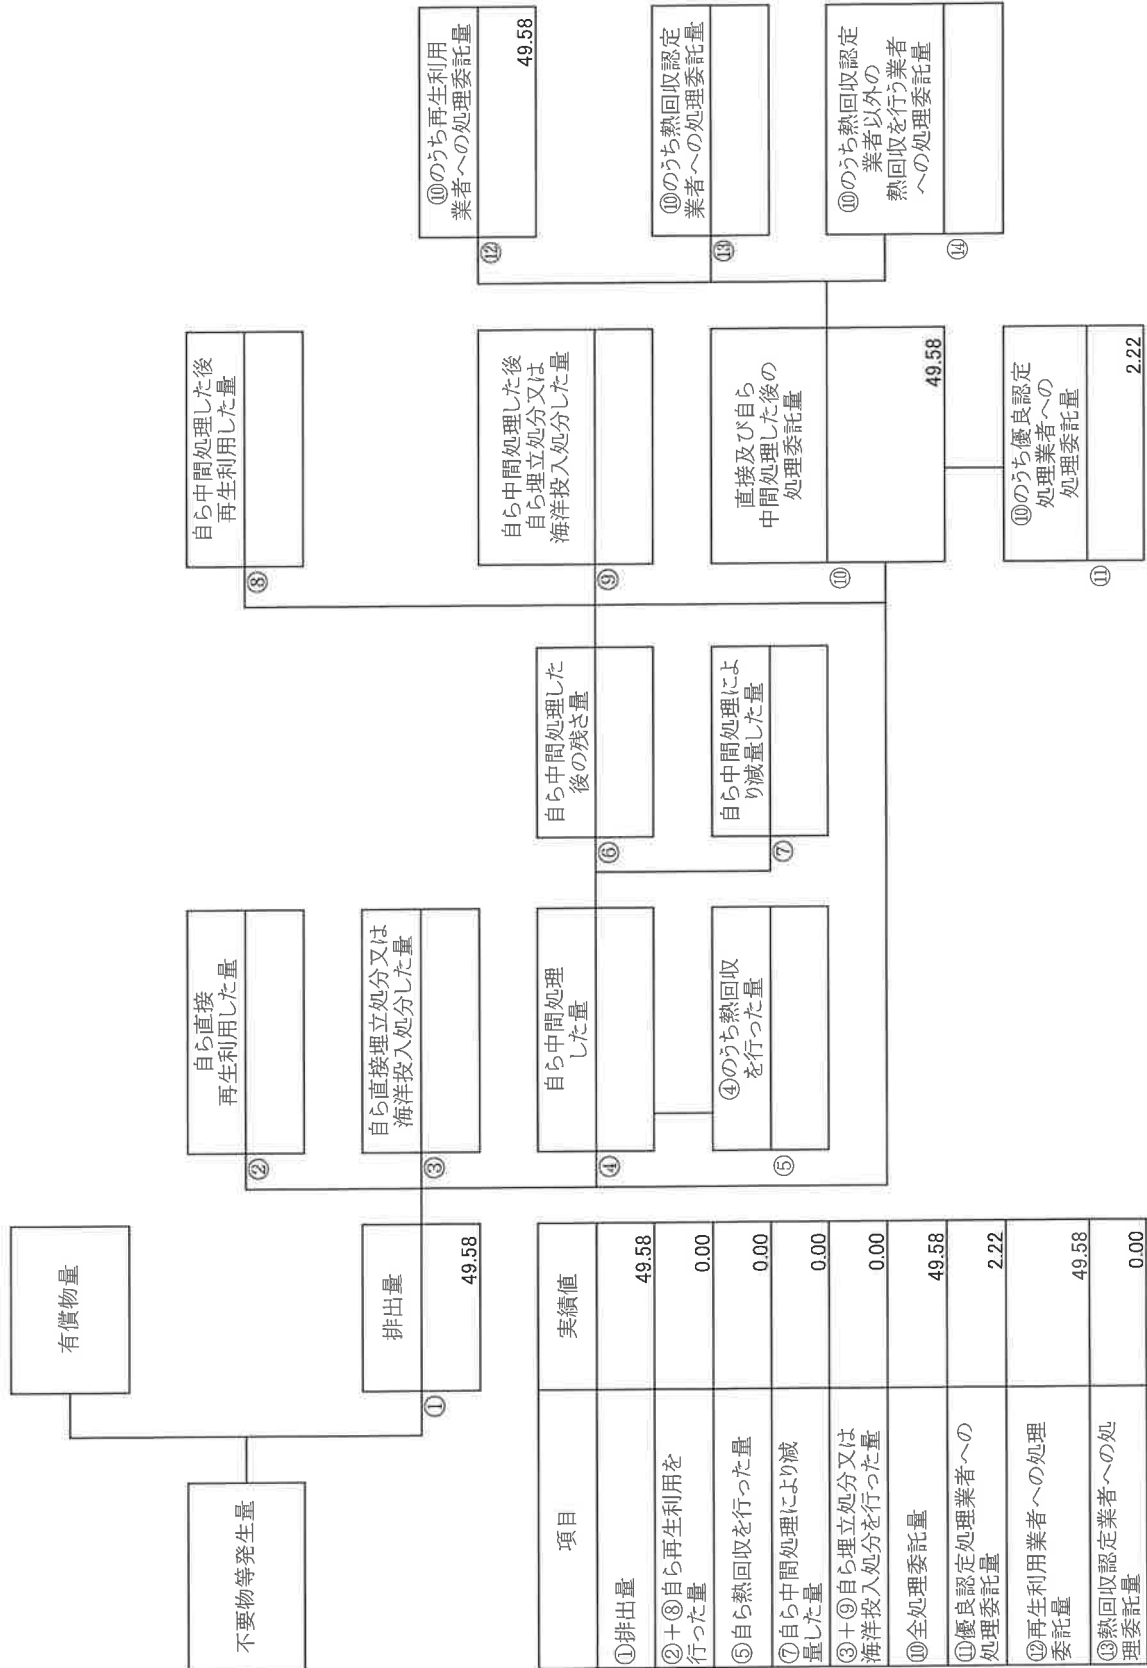 不要物等発生量
有償物量
排出量
①
49.58
自ら直接
再生利用した量
②
自ら直接埋立処分又は
海洋投入処分した量
③
自ら中間処理
した量
④
④のうち熱回収
を行った量
⑤
自ら中間処理した
後の残さ量
⑥
自ら中間処理によ
り減量した量
⑦
自ら中間処理した後
再生利用した量
⑧
自ら中間処理した後
自ら埋立処分又は
海洋投入処分した量
⑨
直接及び自ら
中間処理した後の
処理委託量
⑩
49.58
⑩のうち優良認定
処理業者への
処理委託量
⑪
2.22
⑩のうち再生利用
業者への処理委託量
⑫
49.58
⑩のうち熱回収認定
業者への処理委託量
⑬
⑩のうち熱回収認定
業者以外の
熱回収を行う業者
への処理委託量
⑭
項目 実績値
①排出量 49.58
②+⑧自ら再生利用を
行った量 0.00
⑤自ら熱回収を行った量 0.00
⑦自ら中間処理により減
量した量 0.00
③+⑨自ら埋立処分又は
海洋投入処分を行った量 0.00
⑩全処理委託量 49.58
⑪優良認定処理業者への
処理委託量 2.22
⑫再生利用業者への処理
委託量 49.58
⑬熱回収認定業者への処
理委託量 0.00